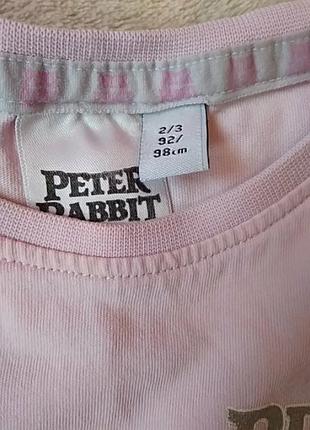 2/3
92/
98cm
PETER
RABBIT